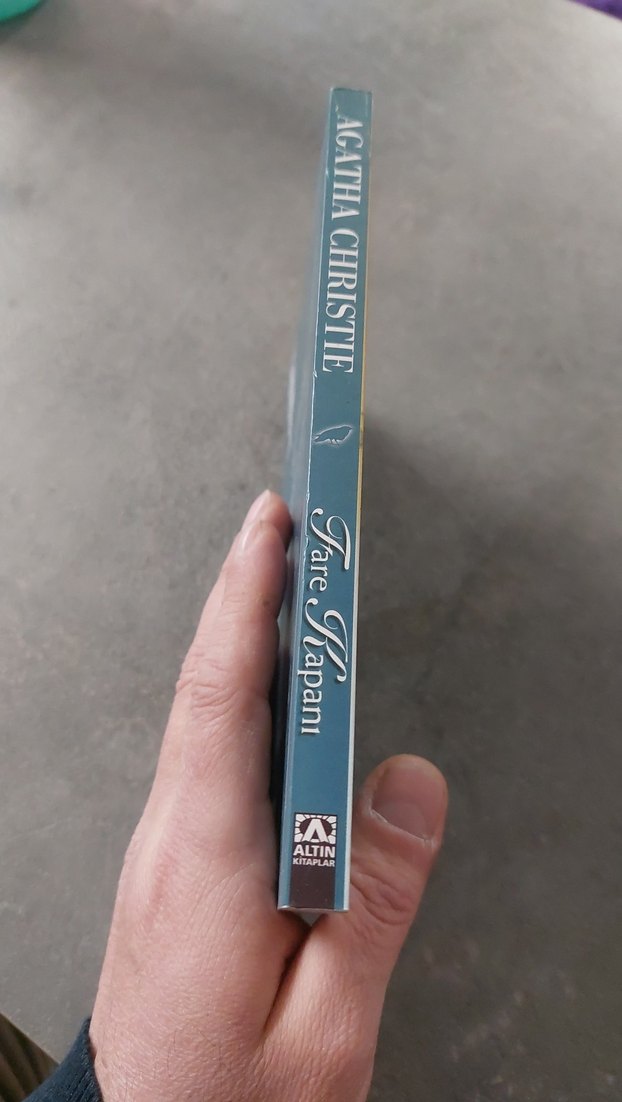 AGATHA CHRISTIE
Fare Kapanı
ALTIN
KİTAPLAR